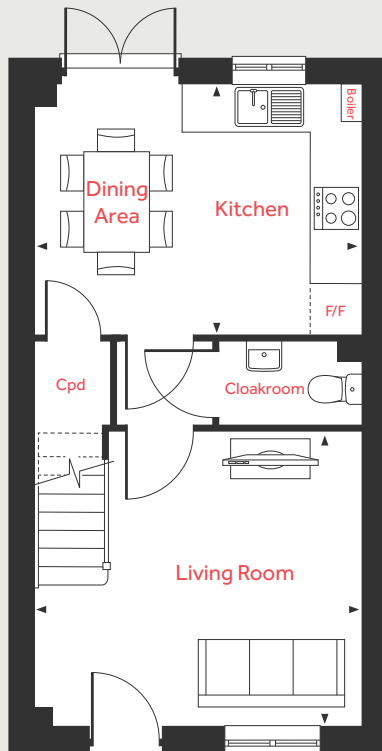 Boiler
Dining
Area
Kitchen
F/F
Cpd
Cloakroom
Living Room